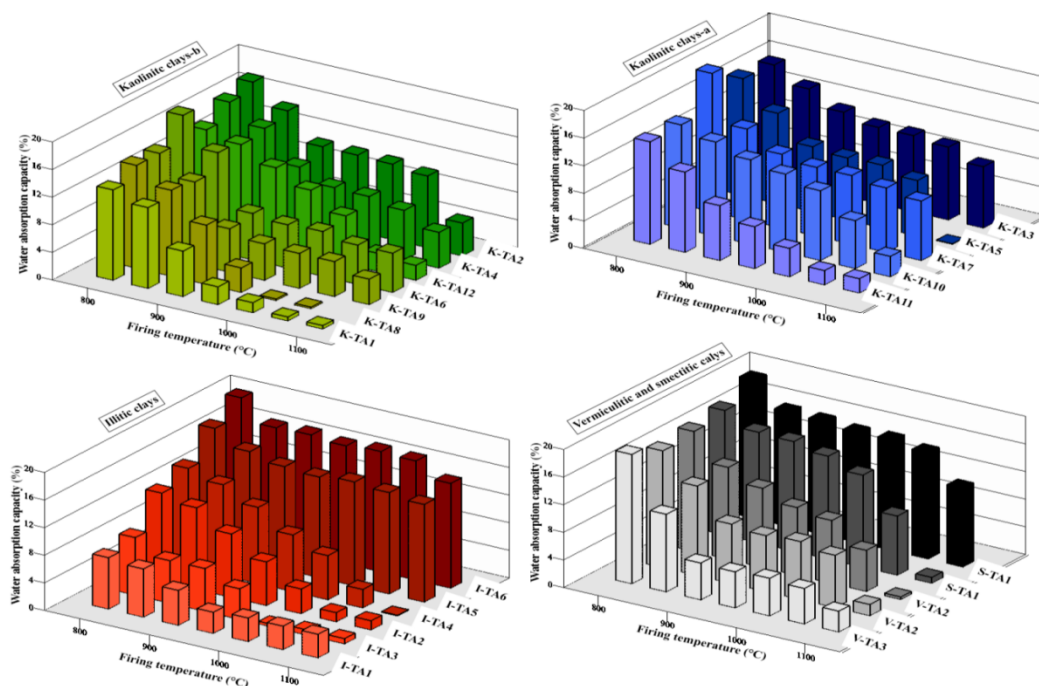 Kaolinite clays-b
Water absorption capacity (%)
20
16
12
8
4
0
800
900
1000
1100
Firing temperature (°C)
K-TA2
K-TA4
K-TA12
K-TA6
K-TA9
K-TA8
K-TA1
Kaolinite clays-a
Water absorption capacity (%)
20
16
12
8
4
0
800
900
1000
1100
Firing temperature (°C)
K-TA3
K-TA5
K-TA7
K-TA10
K-TA11
Illitic clays
Water absorption capacity (%)
20
16
12
8
4
0
800
900
1000
1100
Firing temperature (°C)
I-TA6
I-TA5
I-TA4
I-TA2
I-TA3
I-TA1
Vermiculitic and smectitic calys
Water absorption capacity (%)
20
16
12
8
4
0
800
900
1000
1100
Firing temperature (°C)
S-TA1
S-TA1
V-TA2
V-TA2
V-TA3